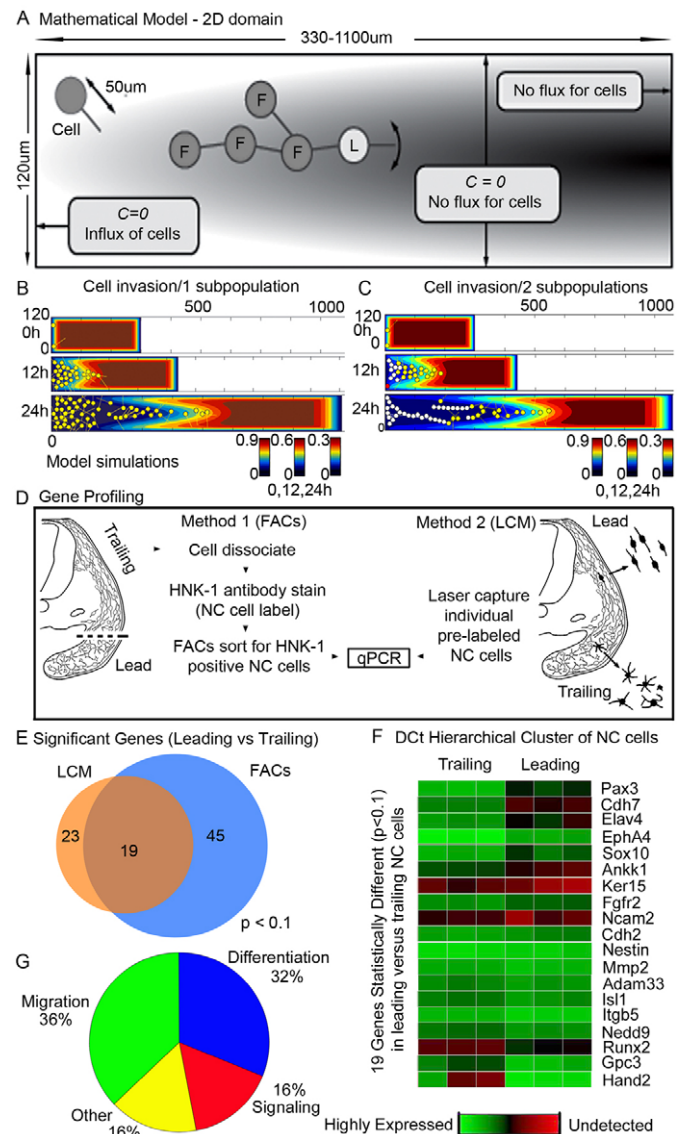 A Mathematical Model - 2D domain
330-1100um
120um
50um
Cell
F
F
F
F
L
No flux for cells
C=0
Influx of cells
C = 0
No flux for cells
B Cell invasion/1 subpopulation
500
1000
120
0h
0
12h
24h
0
0.9
0.6
0.3
0
0
0
0,12,24h
Model simulations
C Cell invasion/2 subpopulations
500
1000
120
0h
0
12h
24h
0
0.9
0.6
0.3
0
0
0
0,12,24h
D Gene Profiling
Trailing
Lead
Method 1 (FACs)
Cell dissociate
HNK-1 antibody stain
(NC cell label)
FACs sort for HNK-1
positive NC cells
qPCR
Method 2 (LCM)
Laser capture
individual
pre-labeled
NC cells
Lead
Trailing
E Significant Genes (Leading vs Trailing)
LCM
FACs
23
19
45
p < 0.1
F DCt Hierarchical Cluster of NC cells
Trailing
Leading
19 Genes Statistically Different (p<0.1)
in leading versus trailing NC cells
Pax3
Cdh7
Elav4
EphA4
Sox10
Ankk1
Ker15
Fgfr2
Ncam2
Cdh2
Nestin
Mmp2
Adam33
Isl1
Itgb5
Nedd9
Runx2
Gpc3
Hand2
Highly Expressed
Undetected
G
Differentiation
32%
Migration
36%
16%
Signaling
Other
16%